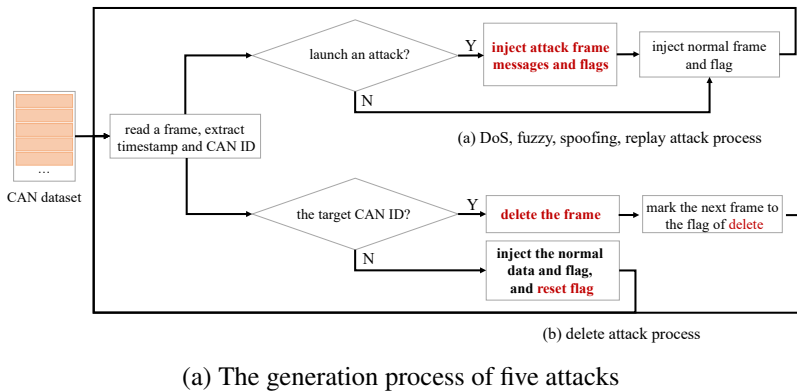 launch an attack?
Y
inject attack frame
messages and flags
inject normal frame
and flag
N
(a) DoS, fuzzy, spoofing, replay attack process
read a frame, extract
timestamp and CAN ID
...
CAN dataset
the target CAN ID?
Y
delete the frame
mark the next frame to
the flag of delete
N
inject the normal
data and flag,
and reset flag
(b) delete attack process
(a) The generation process of five attacks